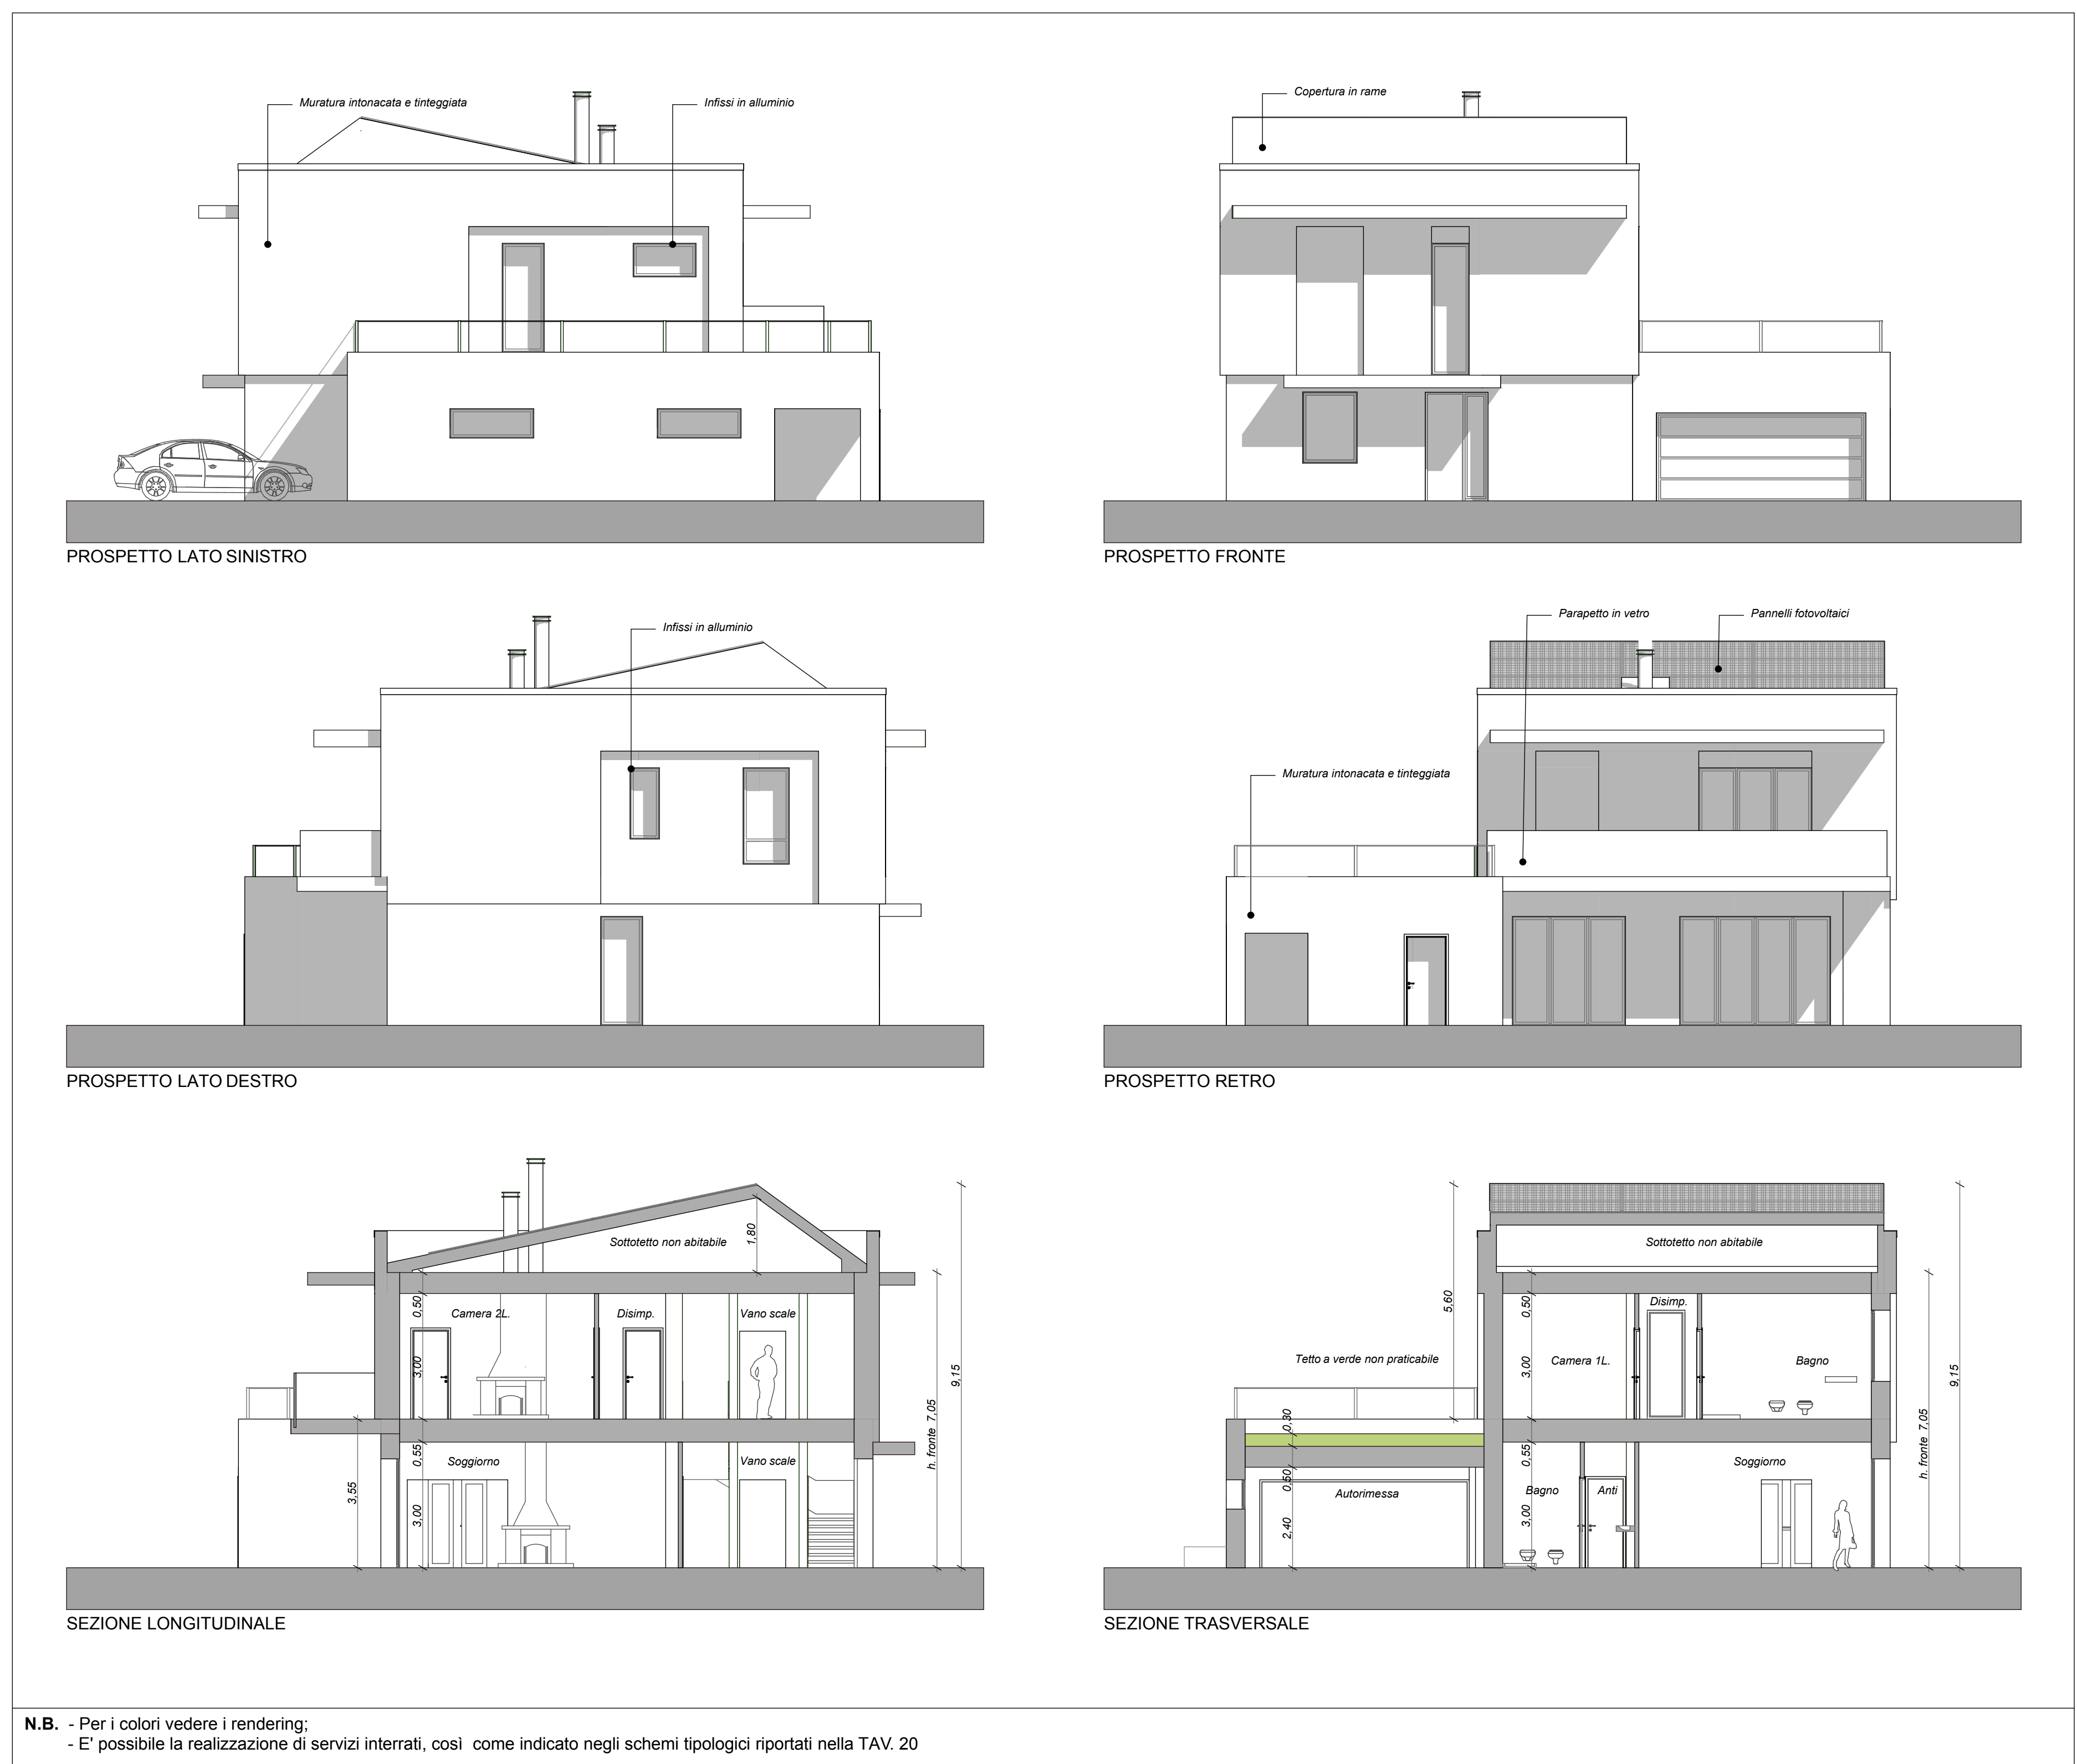 Muratura intonacata e tinteggiata
Infissi in alluminio
PROSPETTO LATO SINISTRO
Copertura in rame
PROSPETTO FRONTE
Infissi in alluminio
PROSPETTO LATO DESTRO
Parapetto in vetro
Pannelli fotovoltaici
Muratura intonacata e tinteggiata
PROSPETTO RETRO
Sottotetto non abitabile
1,80
0,50
Camera 2L.
Disimp.
Vano scale
3,00
9,15
h. fronte 7,05
0,55
Soggiorno
Vano scale
3,55
3,00
SEZIONE LONGITUDINALE
Sottotetto non abitabile
5,60
0,50
Disimp.
Tetto a verde non praticabile
3,00
Camera 1L.
Bagno
9,15
0,30
h. fronte 7,05
0,55
Soggiorno
0,50
Autorimessa
Bagno
Anti
2,40
3,00
SEZIONE TRASVERSALE
N.B. - Per i colori vedere i rendering;
- E' possibile la realizzazione di servizi interrati, così come indicato negli schemi tipologici riportati nella TAV. 20